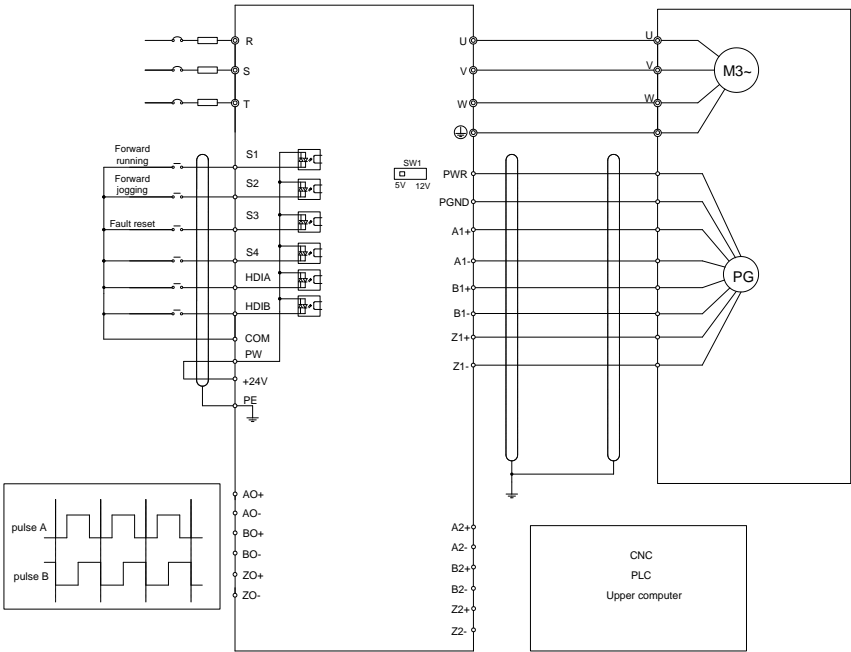 R
S
T
Forward
running
S1
Forward
jogging
S2
Fault reset
S3
S4
HDIA
HDIB
COM
PW
+24V
PE
pulse A
pulse B
AO+
AO-
BO+
BO-
ZO+
ZO-
SW1
5V 12V
U
V
W
PWR
PGND
A1+
A1-
B1+
B1-
Z1+
Z1-
A2+
A2-
B2+
B2-
Z2+
Z2-
U
V
W
M3~
PG
CNC
PLC
Upper computer